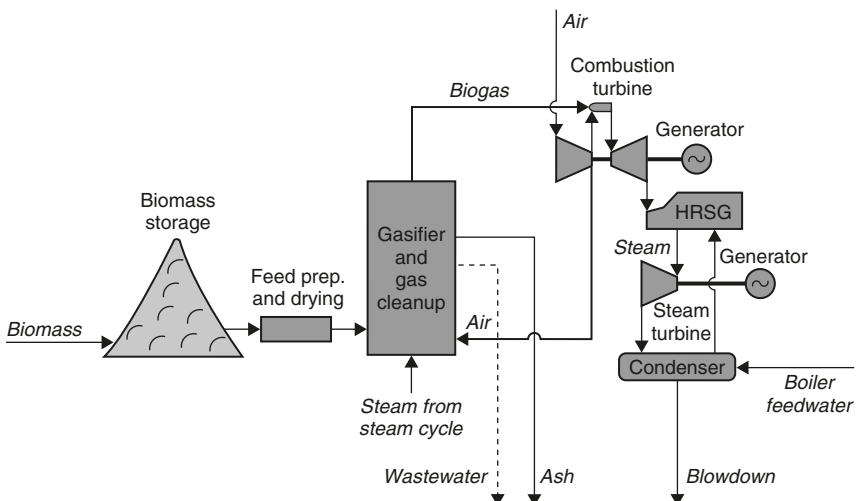 Air
Combustion
turbine
Biogas
Generator
Biomass
storage
HRSG
Gasifier
and
gas
cleanup
Steam
Generator
Feed prep.
and drying
Steam
turbine
Biomass
Air
Condenser
Steam from
steam cycle
Boiler
feedwater
Wastewater
Ash
Blowdown